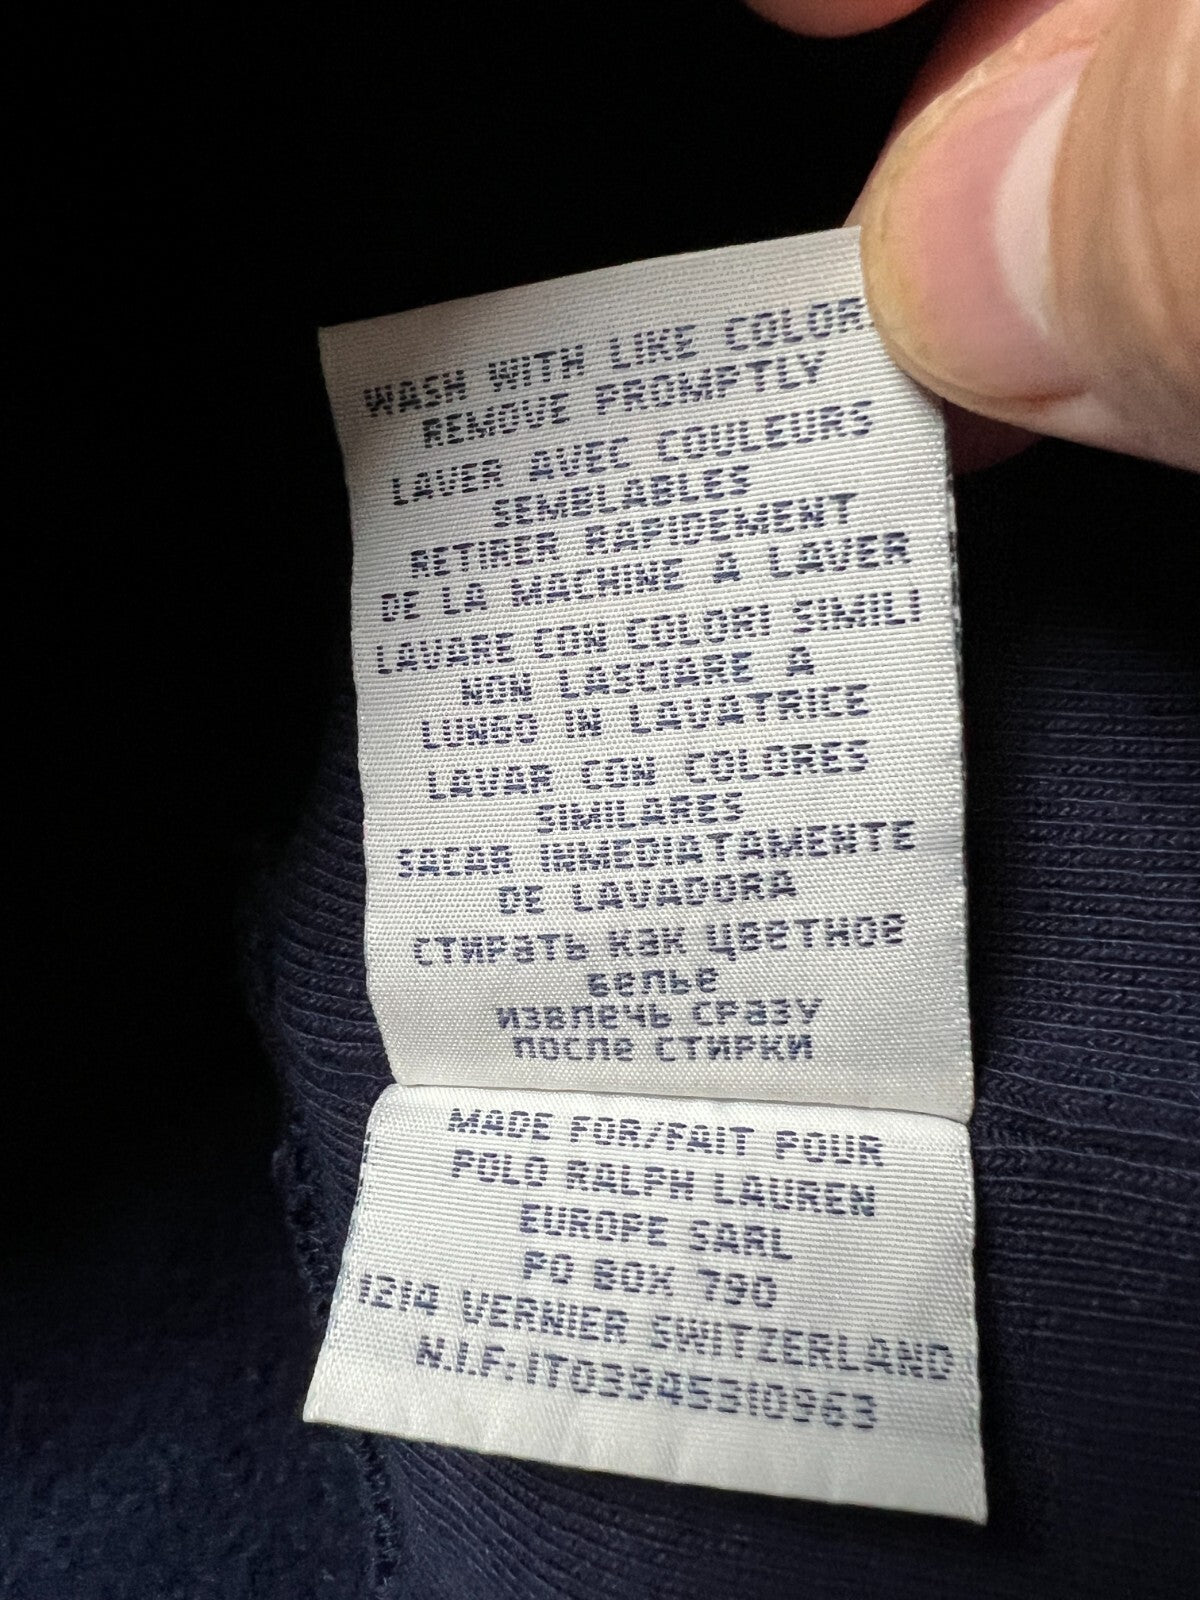 WASH WITH LIKE COLOR
REMOVE PROMPTLY
LAVER AVEC COULEURS
SEMBLABLES
RETIRER RAPIDEMENT
DE LA MACHINE A LAVER
LAVARE CON COLORI SIMILI
NON LASCIARE A
LUNGO IN LAVATRICE
LAVAR CON COLORES
SIMILARES
SACAR INMEDIATAMENTE
DE LAVADORA
СТИРАТЬ КАК ЦВЕТНОЕ
БЕЛЬЕ
ИЗВЛЕЧЬ СРАЗУ
ПОСЛЕ СТИРКИ
MADE FOR/FAIT POUR
POLO RALPH LAUREN
EUROPE SARL
PO BOX 790
1214 VERNIER SWITZERLAND
N.I.F: IT03945310963